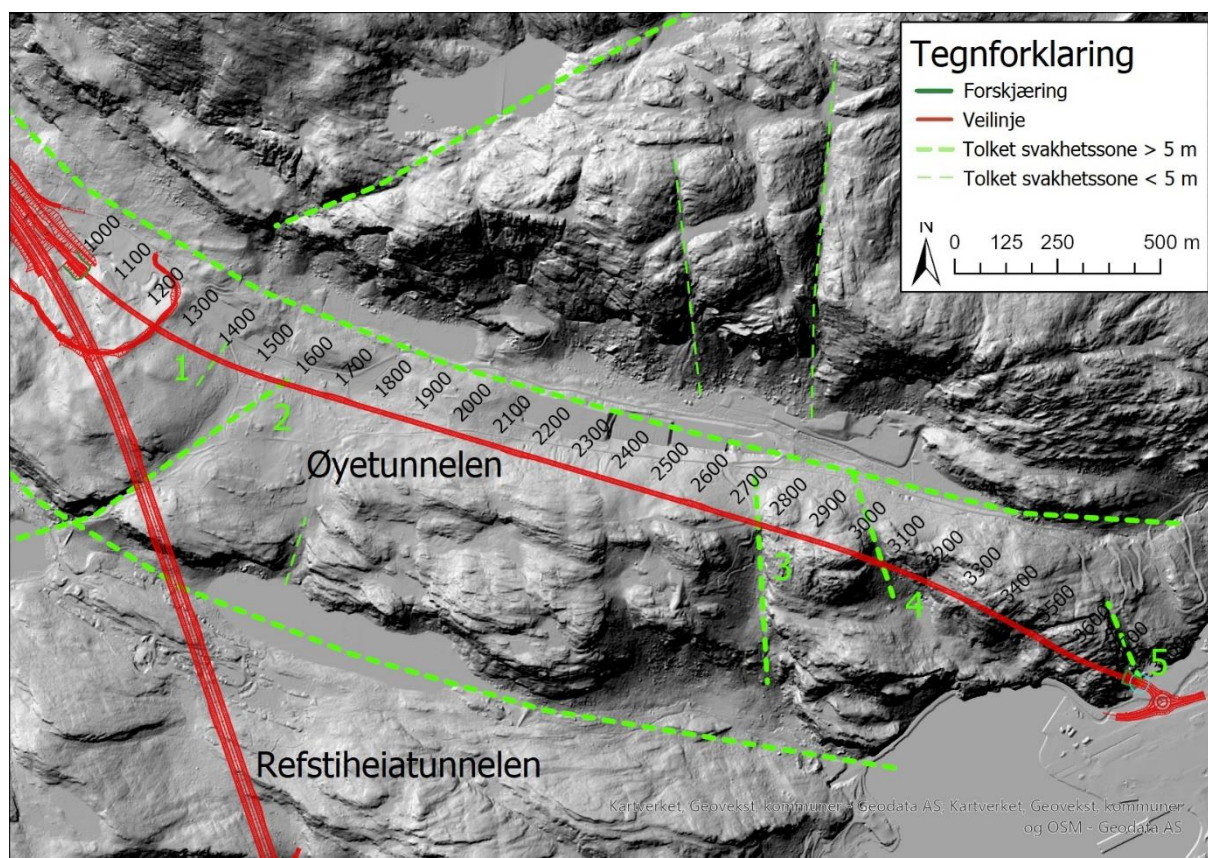 Tegnforklaring
Forskjæring
Veilinje
Tolket svakhetssone > 5 m
Tolket svakhetssone < 5 m
N
0 125 250 500 m
1000
1100
1200
1300
1400
1500
1600
1700
1800
1900
2000
2100
2200
2300
2400
2500
2600
2700
2800
2900
3000
3100
3200
3300
3400
3600
1
2
3
4
5
Øyetunnelen
Refstiheiatunnelen
Kartverket, Geovekst, kommuner - Geodata AS, Kartverket, Geovekst, kommuner
og OSM - Geodata AS